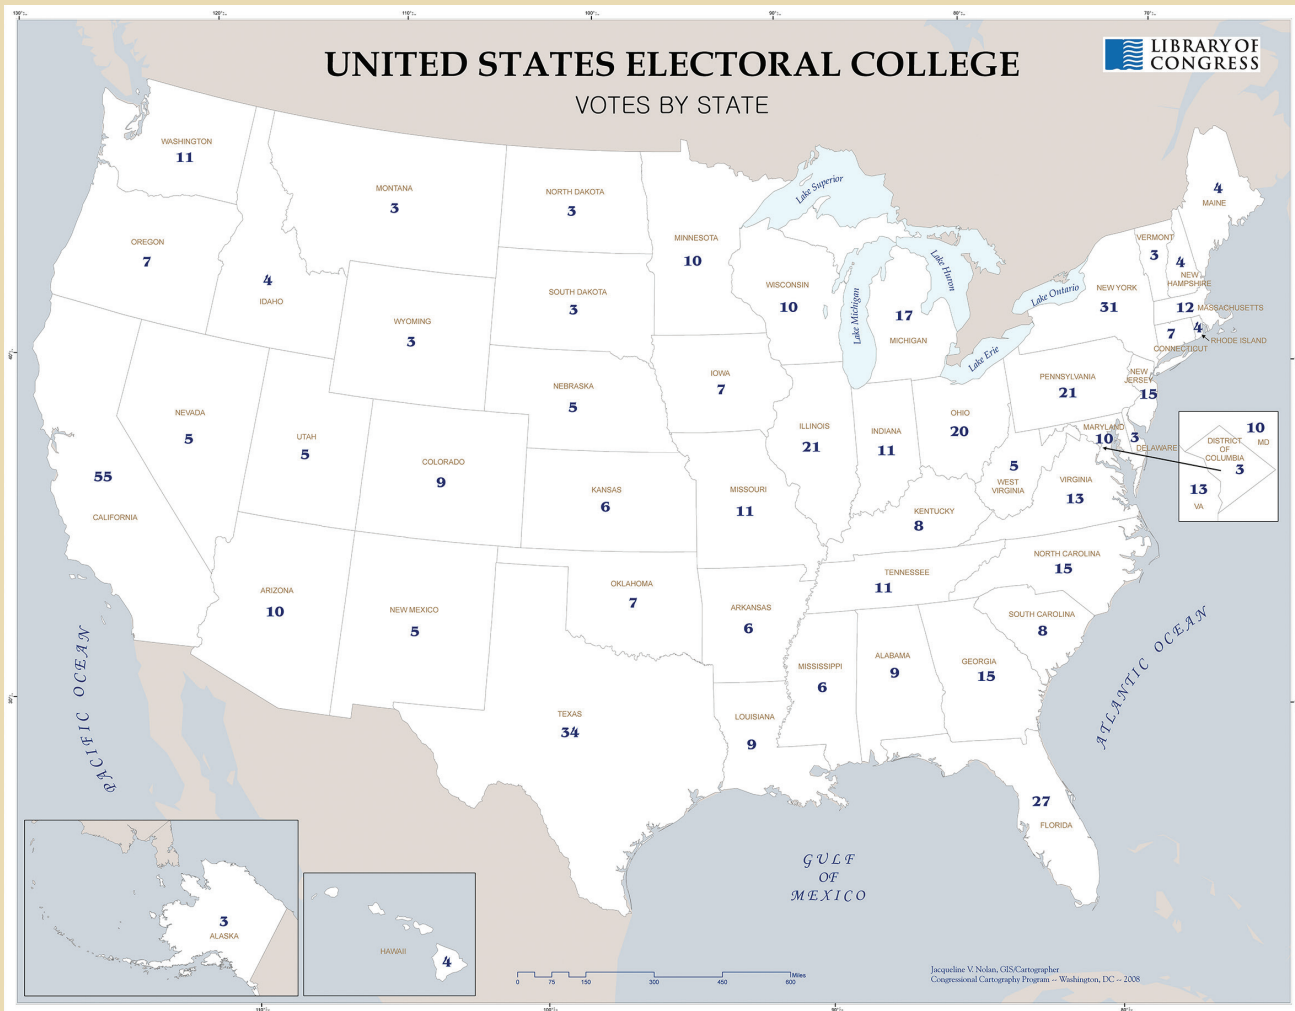 UNITED STATES ELECTORAL COLLEGE
VOTES BY STATE
LIBRARY OF
CONGRESS
WASHINGTON
11
OREGON
7
CALIFORNIA
55
NEVADA
5
IDAHO
4
MONTANA
3
WYOMING
3
UTAH
5
COLORADO
9
ARIZONA
10
NEW MEXICO
5
NORTH DAKOTA
3
SOUTH DAKOTA
3
NEBRASKA
5
KANSAS
6
OKLAHOMA
7
TEXAS
34
MINNESOTA
10
IOWA
7
MISSOURI
11
ARKANSAS
6
LOUISIANA
9
WISCONSIN
10
ILLINOIS
21
MICHIGAN
17
INDIANA
11
OHIO
20
KENTUCKY
8
TENNESSEE
11
MISSISSIPPI
6
ALABAMA
9
GEORGIA
15
FLORIDA
27
SOUTH CAROLINA
8
NORTH CAROLINA
15
VIRGINIA
13
WEST
VIRGINIA
5
PENNSYLVANIA
21
NEW YORK
31
VERMONT
3
NEW
HAMPSHIRE
4
MAINE
4
MASSACHUSETTS
12
RHODE ISLAND
4
CONNECTICUT
7
NEW
JERSEY
15
DELAWARE
3
MARYLAND
10
DISTRICT
OF
COLUMBIA
3
10
MD
13
VA
ALASKA
3
HAWAII
4
Lake Superior
Lake Michigan
Lake Huron
Lake Erie
Lake Ontario
PACIFIC OCEAN
ATLANTIC OCEAN
GULF
OF
MEXICO
0 75 150 300 450 600 Miles
Jacqueline V. Nolan, GIS/Cartographer
Congressional Cartography Program -- Washington, DC -- 2008